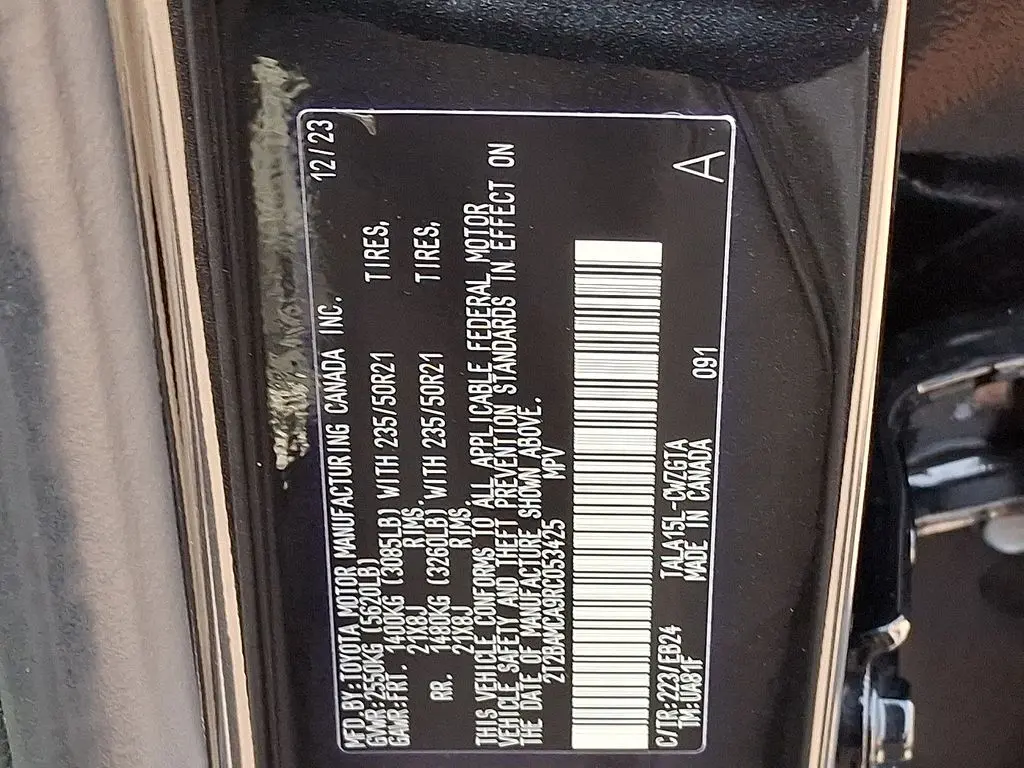 MFD.BY:TOYOTA MOTOR MANUFACTURING CANADA INC. 12/23
GVWR:2550KG (5620LB)
GAWR:FRT. 1400KG (3085LB) WITH 235/50R21 TIRES,
21X8J RIMS,
RR. 1480KG (3260LB) WITH 235/50R21 TIRES,
21X8J RIMS,
THIS VEHICLE CONFORMS TO ALL APPLICABLE FEDERAL MOTOR
VEHICLE SAFETY AND THEFT PREVENTION STANDARDS IN EFFECT ON
THE DATE OF MANUFACTURE SHOWN ABOVE.
2T2BAMCA9RC053425 MPV
C/TR:223/EB24 TALA15L-CWZGTA 091 A
TM:UA81F MADE IN CANADA